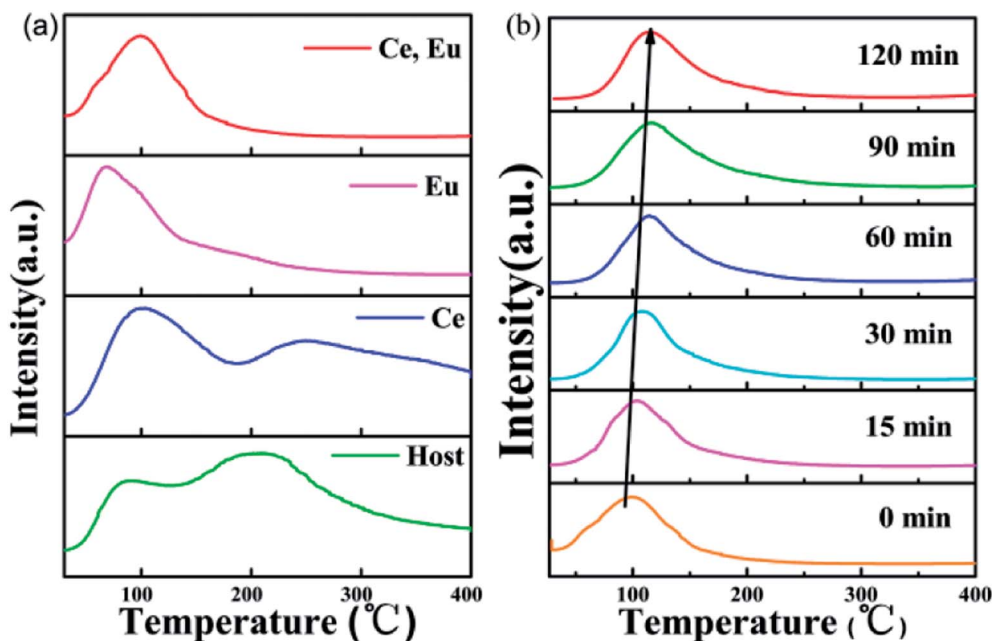 (a)
Ce, Eu
Eu
Ce
Host
Intensity(a.u.)
100 200 300 400
Temperature (℃)
(b)
120 min
90 min
60 min
30 min
15 min
0 min
Intensity(a.u.)
100 200 300 400
Temperature (℃)